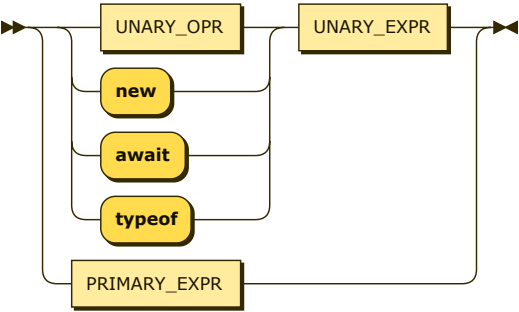 UNARY_OPR UNARY_EXPR
new
await
typeof
PRIMARY_EXPR